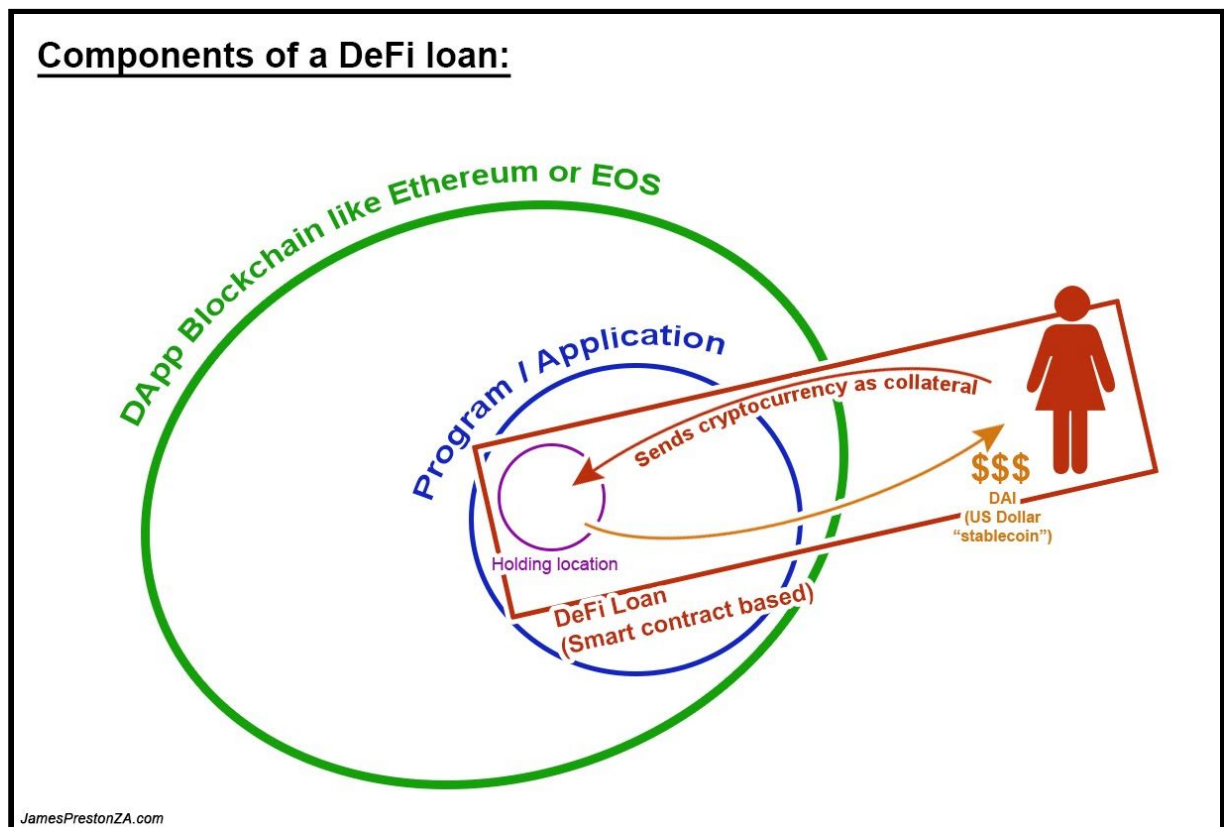 Components of a DeFi loan:
DApp Blockchain like Ethereum or EOS
Program / Application
Sends cryptocurrency as collateral
$$$
DAI
(US Dollar
“stablecoin”)
Holding location
DeFi Loan
(Smart contract based)
JamesPrestonZA.com